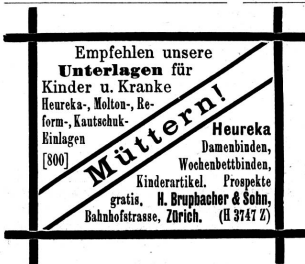 Empfehlen unsere
Unterlagen für
Kinder u. Kranke
Heureka-, Molton-, Re-
form-, Kautschuk-
Einlagen
[800]
Müttern!
Heureka
Damenbinden,
Wochenbettbinden,
Kinderartikel. Prospekte
gratis. H. Brupbacher & Sohn,
Bahnhofstrasse, Zürich. (H 3747 Z)